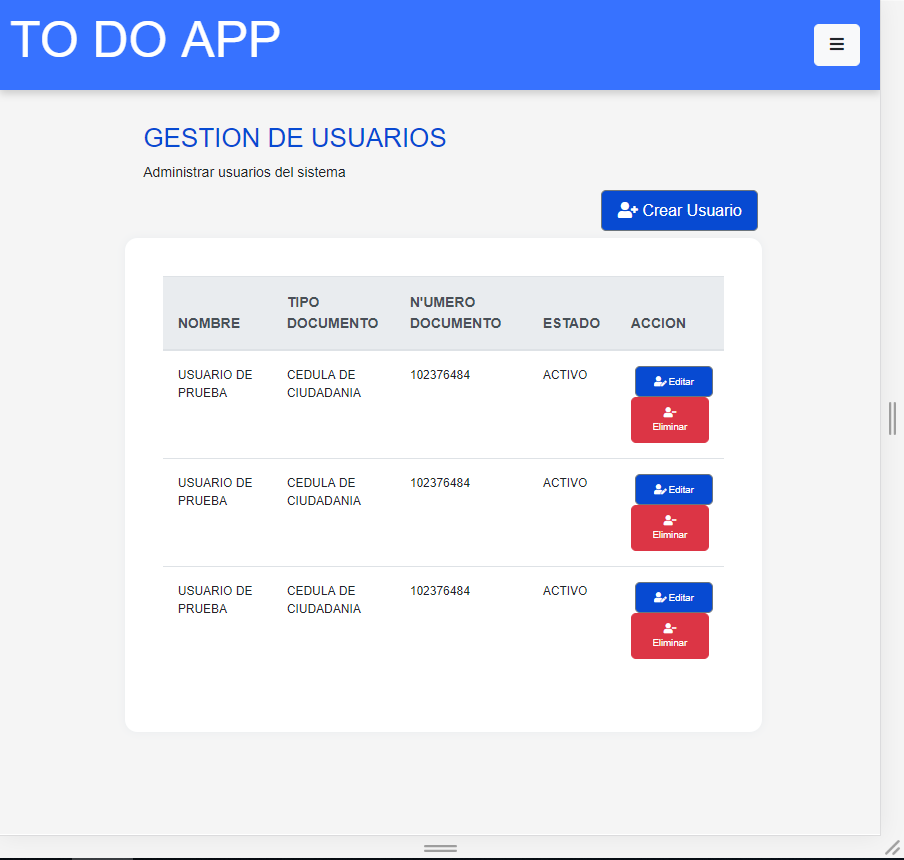 TO DO APP
GESTION DE USUARIOS
Administrar usuarios del sistema
Crear Usuario
NOMBRE
TIPO
DOCUMENTO
N'UMERO
DOCUMENTO
ESTADO
ACCION
USUARIO DE
PRUEBA
CEDULA DE
CIUDADANIA
102376484
ACTIVO
Editar
Eliminar
USUARIO DE
PRUEBA
CEDULA DE
CIUDADANIA
102376484
ACTIVO
Editar
Eliminar
USUARIO DE
PRUEBA
CEDULA DE
CIUDADANIA
102376484
ACTIVO
Editar
Eliminar